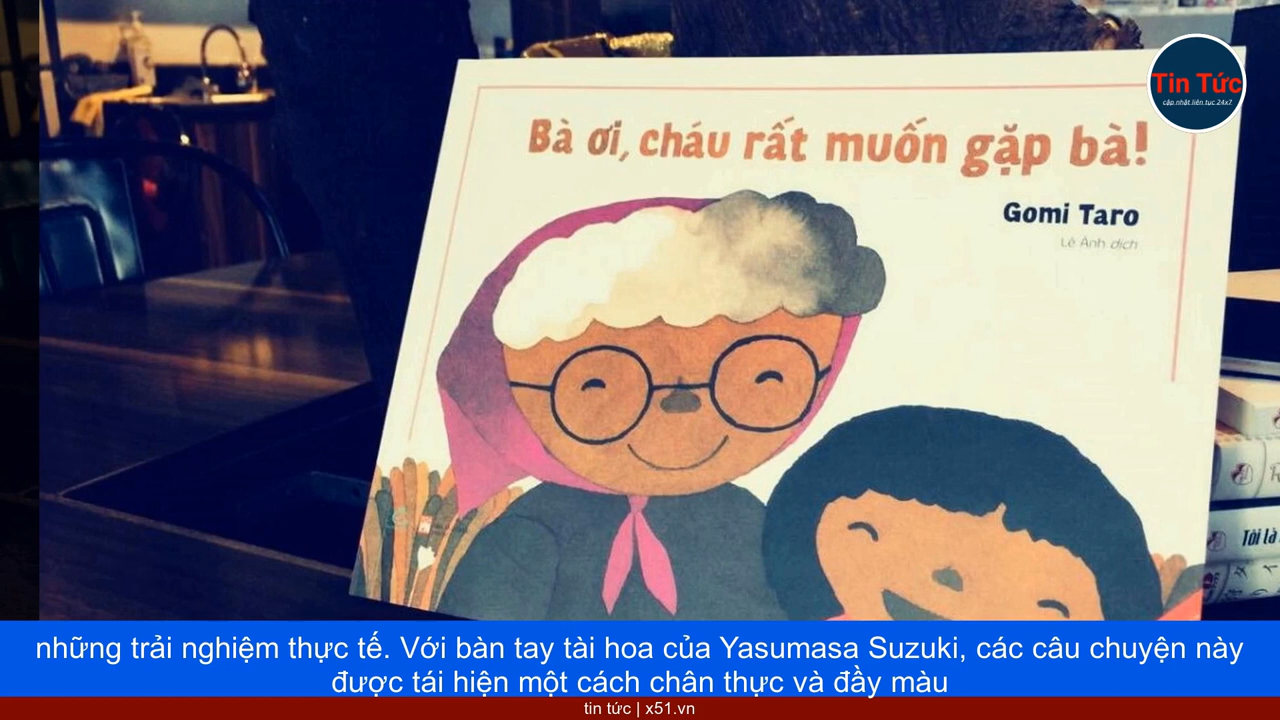 Tin Tức
cập nhật liên tục 24x7
Bà ơi, cháu rất muốn gặp bà!
Gomi Taro
Lê Ánh dịch
Tôi là
những trải nghiệm thực tế. Với bàn tay tài hoa của Yasumasa Suzuki, các câu chuyện này
được tái hiện một cách chân thực và đầy màu
tin tức | x51.vn